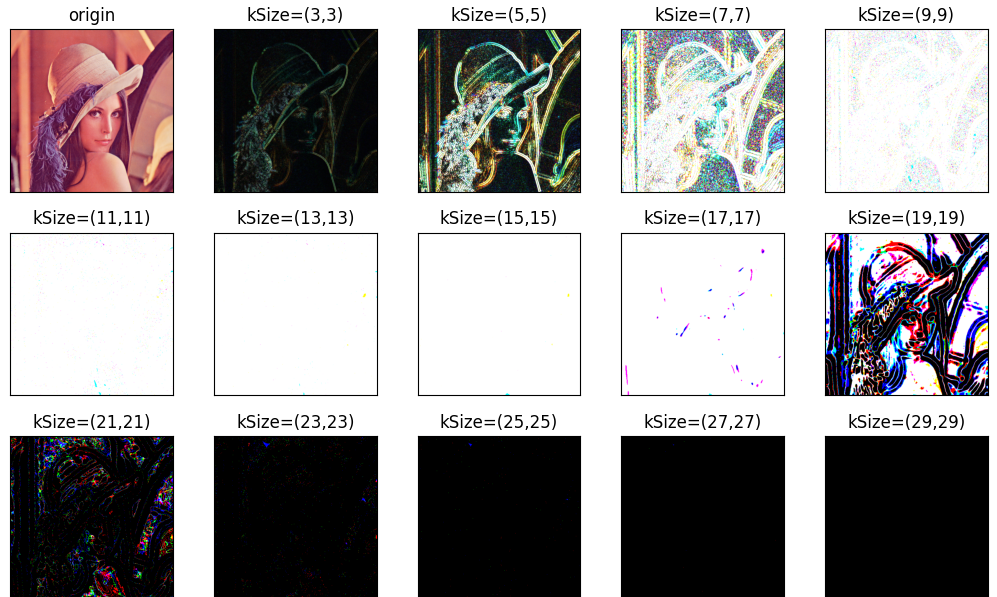 origin
kSize=(3,3)
kSize=(5,5)
kSize=(7,7)
kSize=(9,9)
kSize=(11,11)
kSize=(13,13)
kSize=(15,15)
kSize=(17,17)
kSize=(19,19)
kSize=(21,21)
kSize=(23,23)
kSize=(25,25)
kSize=(27,27)
kSize=(29,29)